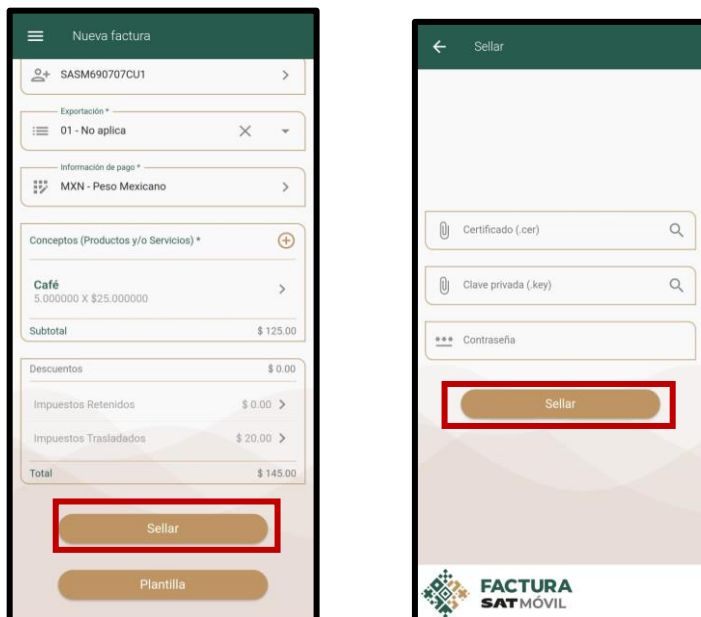 Nueva factura
SASM690707CU1
Exportación *
01 - No aplica
Información de pago *
MXN - Peso Mexicano
Conceptos (Productos y/o Servicios) *
Café
5.000000 X $25.000000
Subtotal $ 125.00
Descuentos $ 0.00
Impuestos Retenidos $ 0.00
Impuestos Trasladados $ 20.00
Total $ 145.00
Sellar
Plantilla
Sellar
Certificado (.cer)
Clave privada (.key)
Contraseña
Sellar
FACTURA
SAT MÓVIL